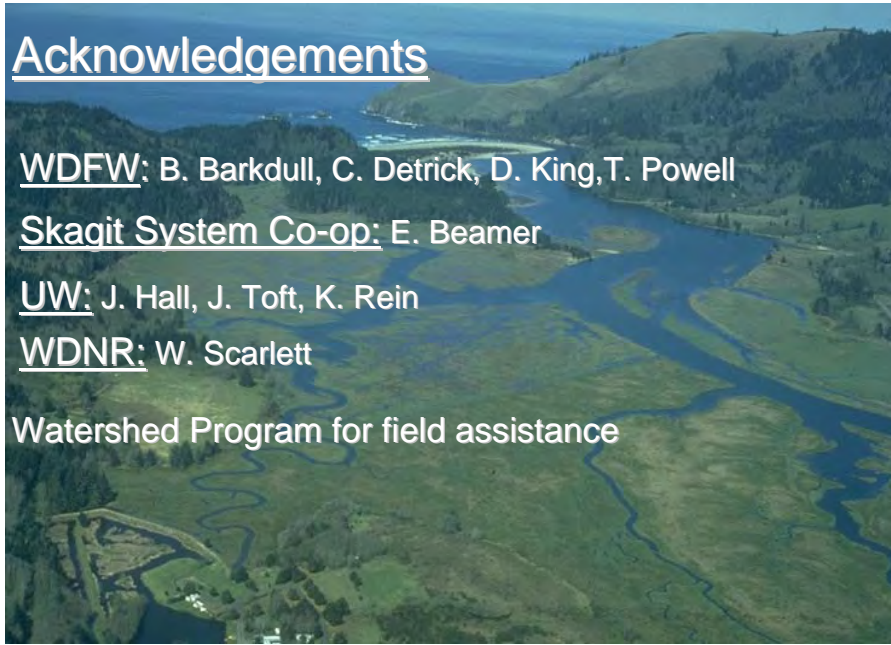 Acknowledgements
WDFW: B. Barkdull, C. Detrick, D. King,T. Powell
Skagit System Co-op: E. Beamer
UW: J. Hall, J. Toft, K. Rein
WDNR: W. Scarlett
Watershed Program for field assistance